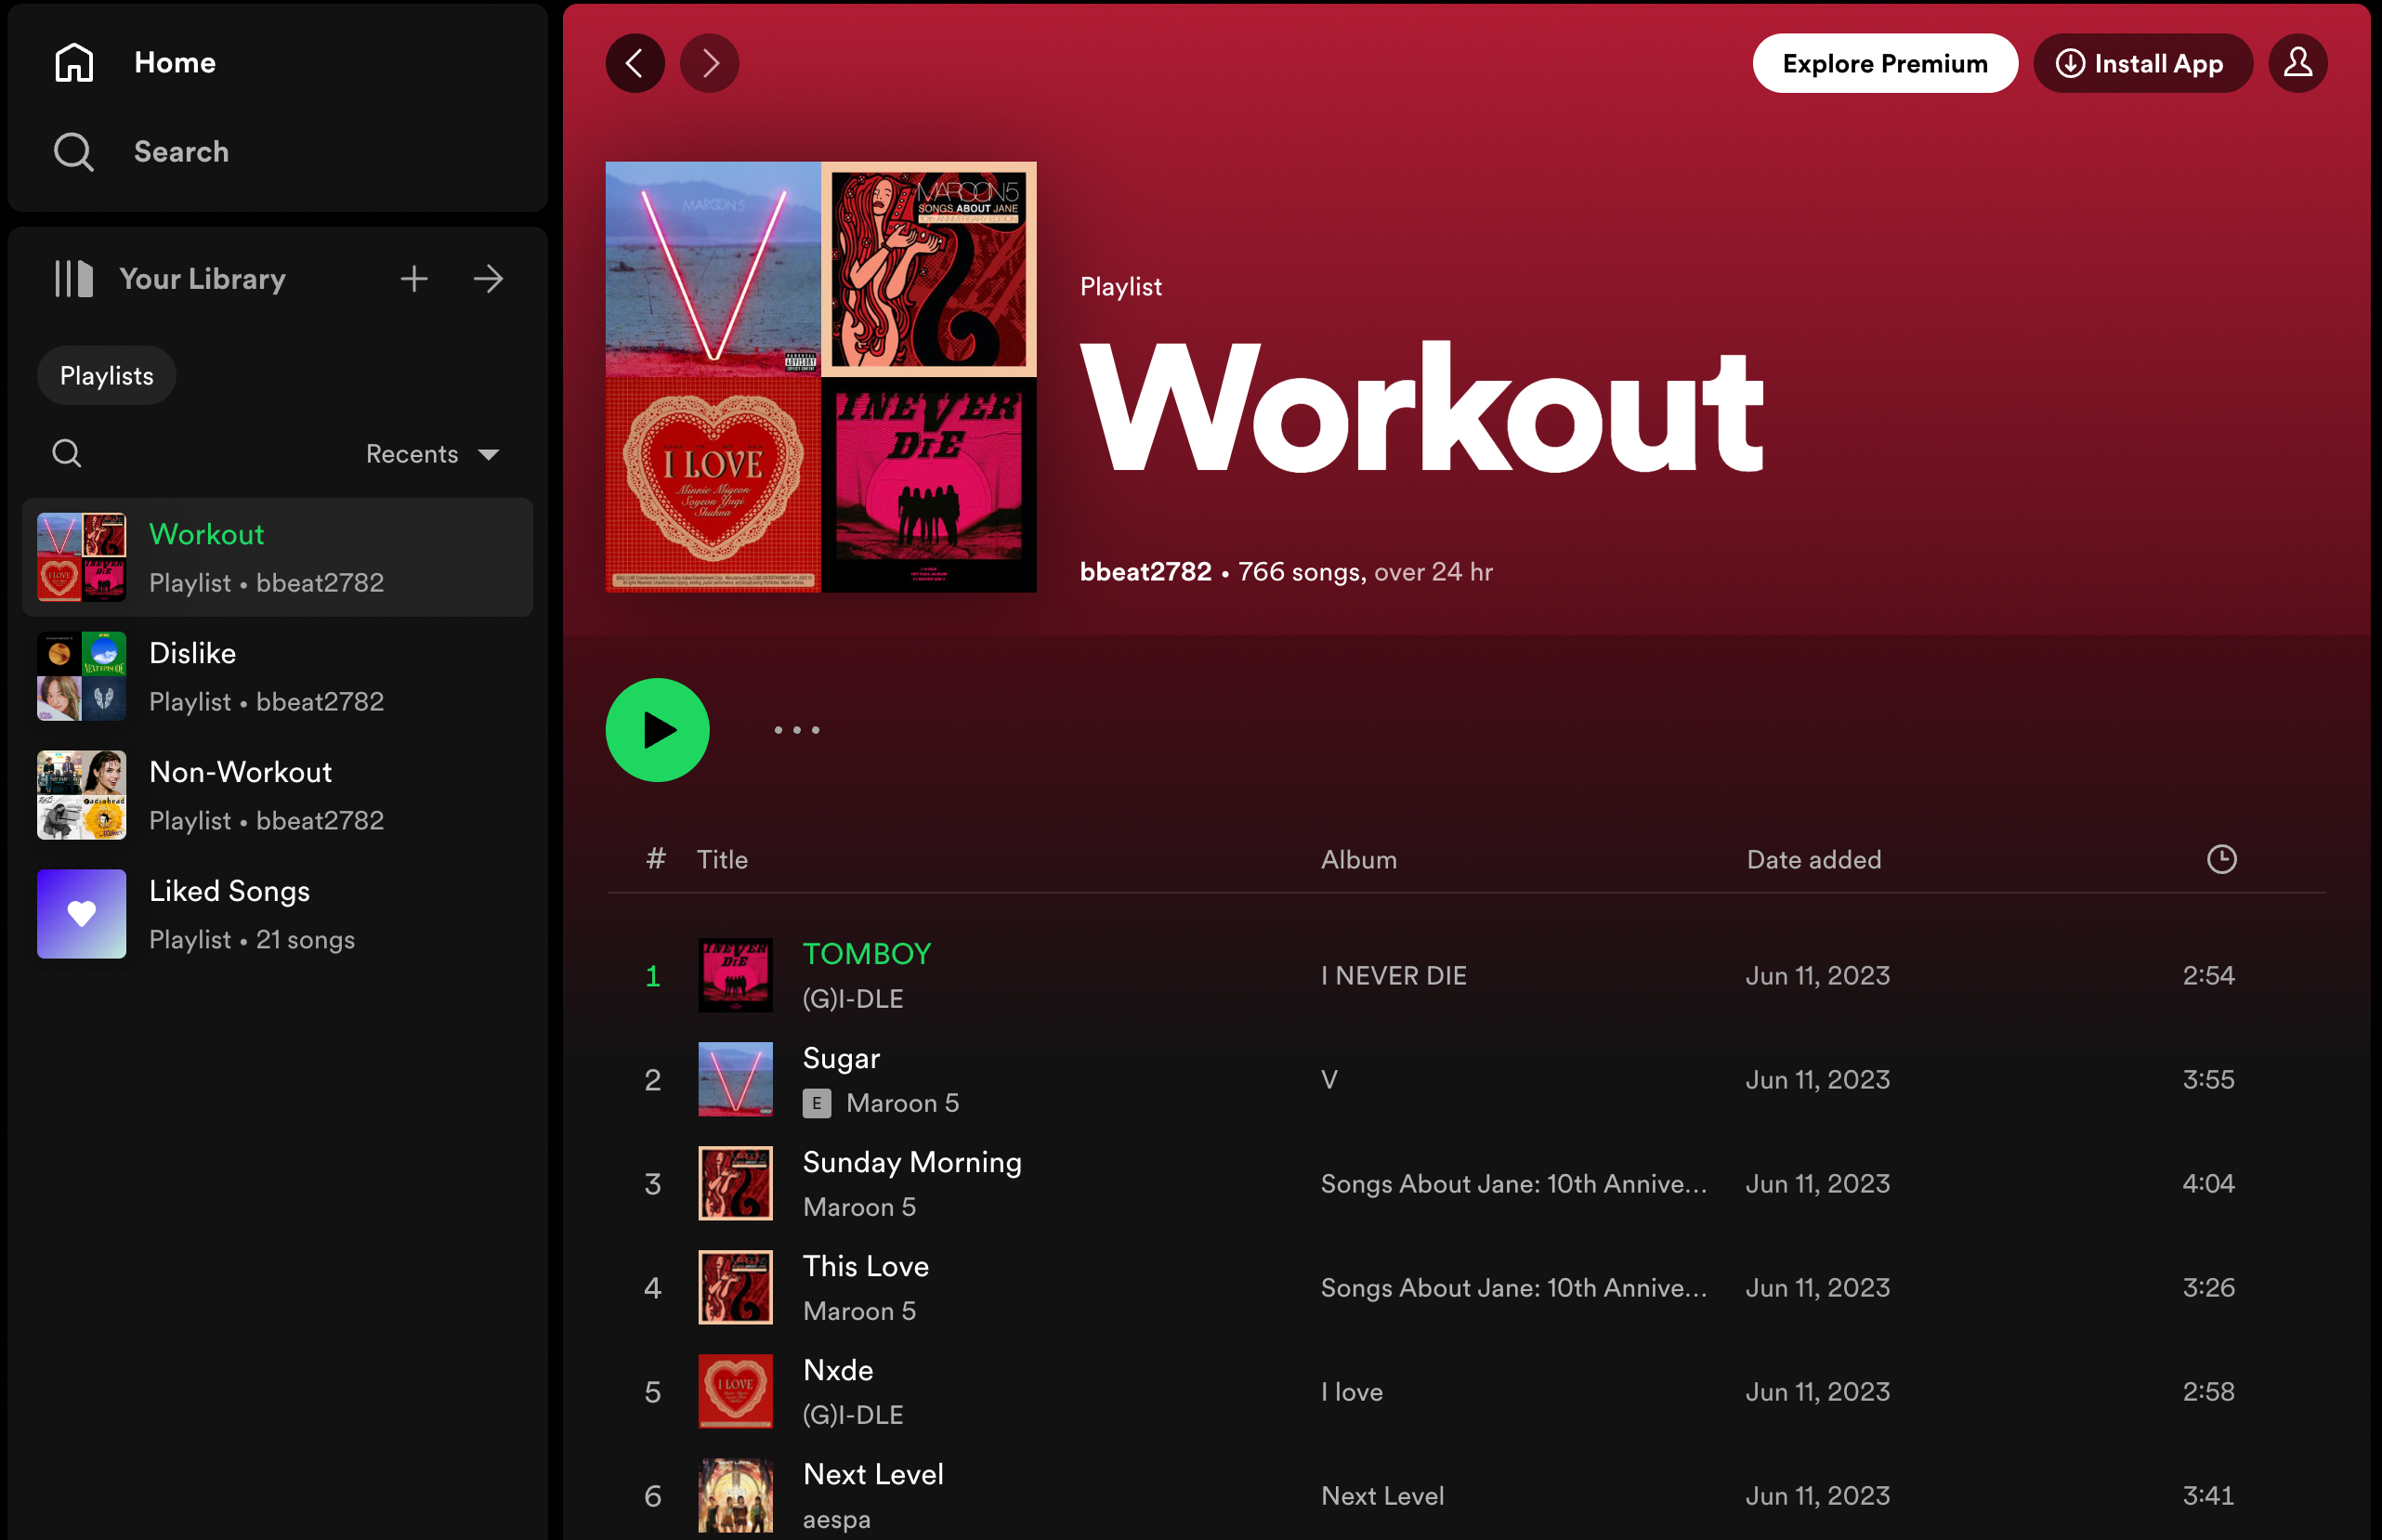 Home
Search
Your Library
Playlists
Recents
Workout
Playlist • bbeat2782
Dislike
Playlist • bbeat2782
Non-Workout
Playlist • bbeat2782
Liked Songs
Playlist • 21 songs
Explore Premium
Install App
MAROON 5
MAROON5
SONGS ABOUT JANE
I LOVE
Minnie Miyeon
Soyeon Yuqi
Shuhua
I NEVER
DIE
Playlist
Workout
bbeat2782 • 766 songs, over 24 hr
# Title Album Date added
1 TOMBOY I NEVER DIE Jun 11, 2023 2:54
(G)I-DLE
2 Sugar V Jun 11, 2023 3:55
E Maroon 5
3 Sunday Morning Songs About Jane: 10th Annive... Jun 11, 2023 4:04
Maroon 5
4 This Love Songs About Jane: 10th Annive... Jun 11, 2023 3:26
Maroon 5
5 Nxde I love Jun 11, 2023 2:58
(G)I-DLE
6 Next Level Next Level Jun 11, 2023 3:41
aespa